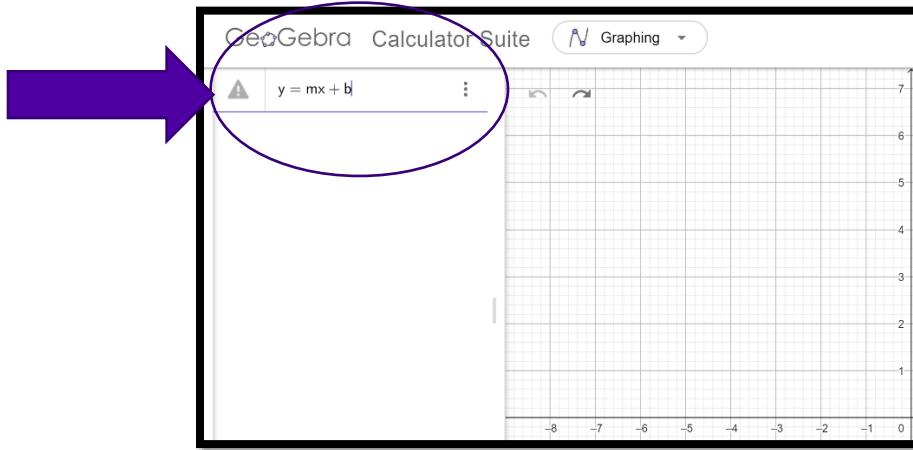 GeoGebra Calculator Suite Graphing
y = mx + b
7
6
5
4
3
2
1
–8 –7 –6 –5 –4 –3 –2 –1 0